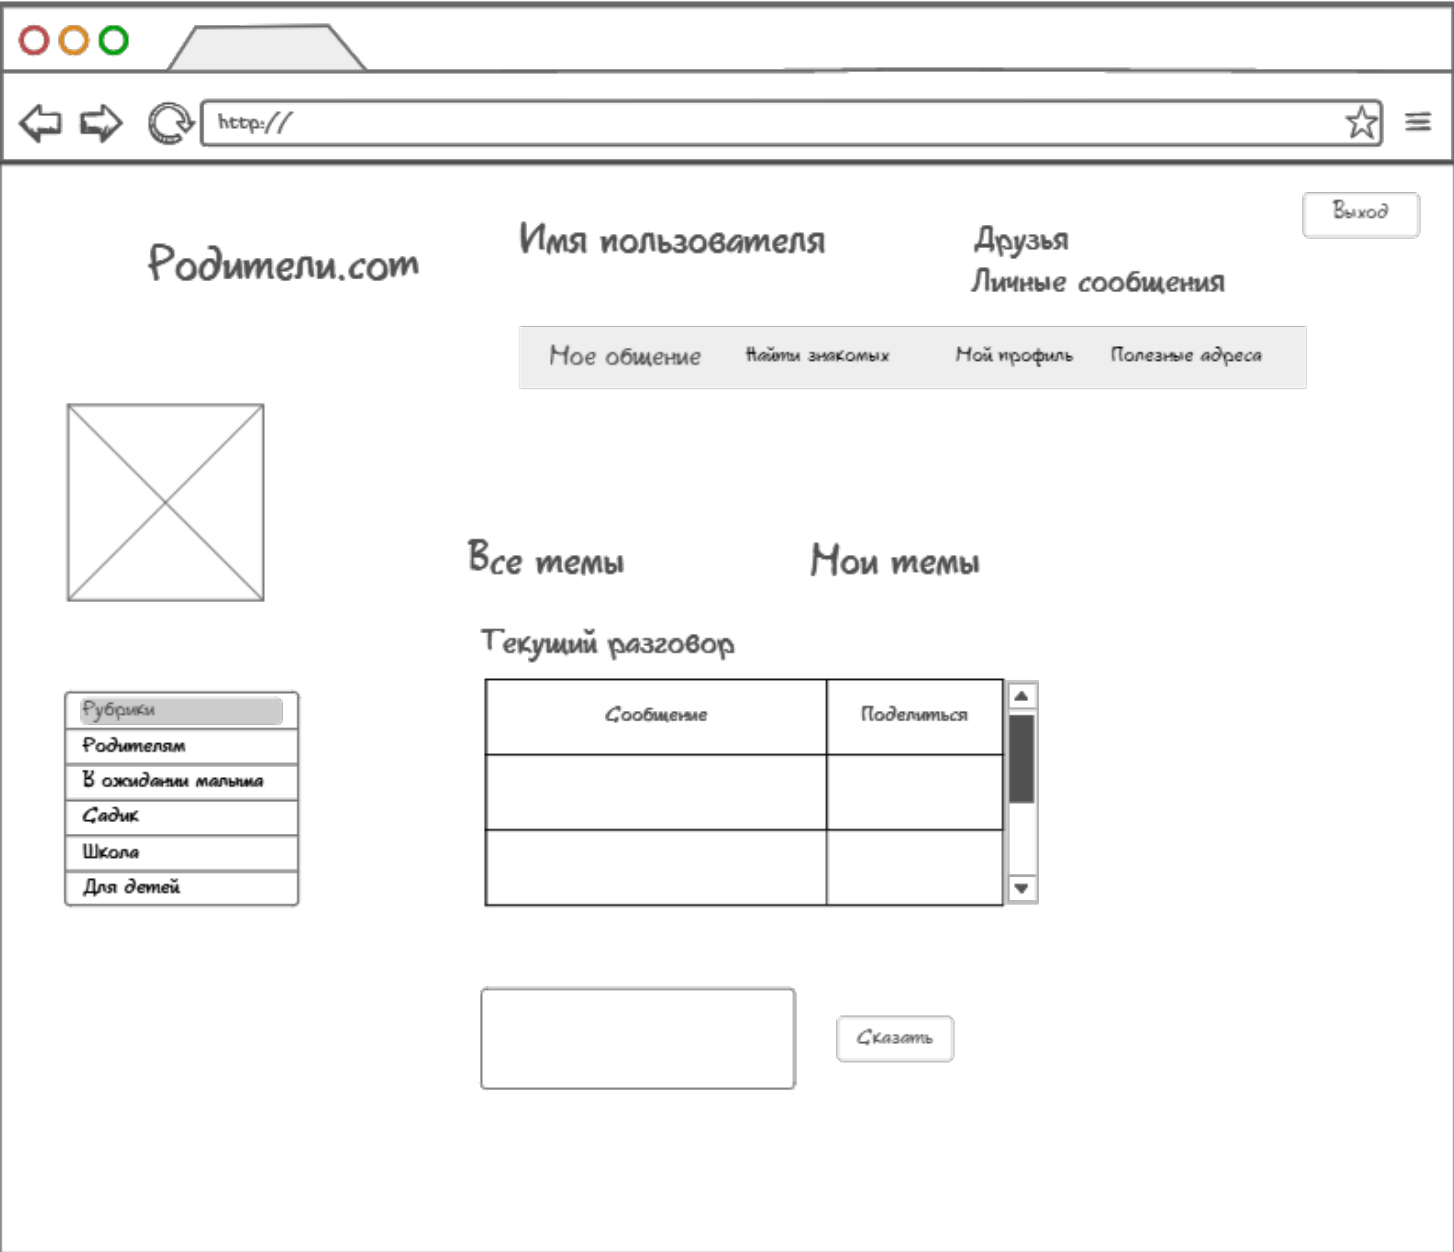 http://
Выход
Родители.com
Имя пользователя
Друзья
Личные сообщения
Мое общение Найти знакомых Мой профиль Полезные адреса
Все темы Мои темы
Текущий разговор
Сообщение Поделиться
Рубрики
Родителям
В ожидании малыша
Садик
Школа
Для детей
Сказать